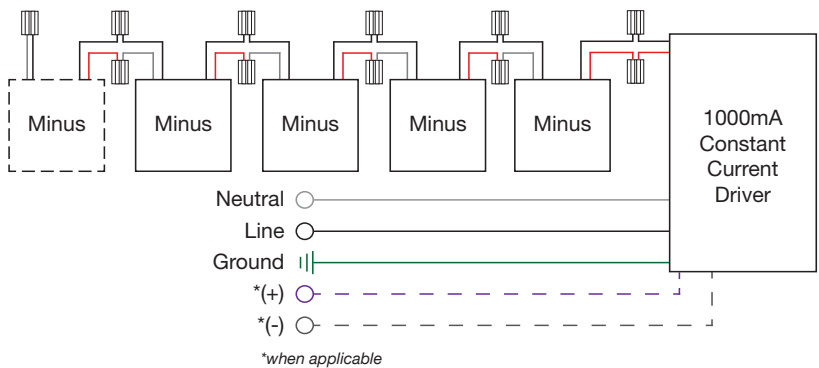 Minus
Minus
Minus
Minus
Minus
1000mA
Constant
Current
Driver
Neutral
Line
Ground
*(+)
*(-)
*when applicable